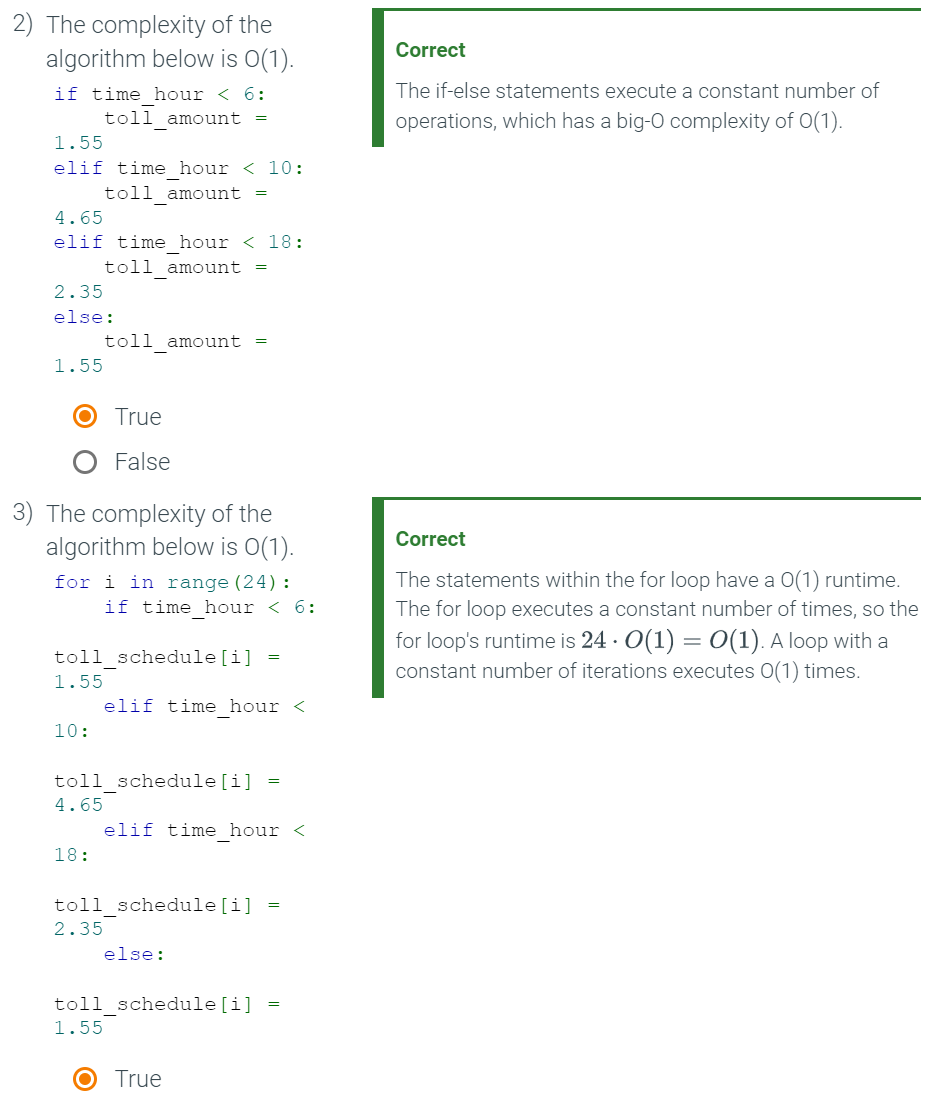 2) The complexity of the
algorithm below is O(1).
if time_hour < 6:
    toll_amount =
1.55
elif time_hour < 10:
    toll_amount =
4.65
elif time_hour < 18:
    toll_amount =
2.35
else:
    toll_amount =
1.55
True
False
Correct
The if-else statements execute a constant number of
operations, which has a big-O complexity of O(1).
3) The complexity of the
algorithm below is O(1).
for i in range(24):
    if time_hour < 6:

toll_schedule[i] =
1.55
    elif time_hour <
10:

toll_schedule[i] =
4.65
    elif time_hour <
18:

toll_schedule[i] =
2.35
    else:

toll_schedule[i] =
1.55
True
Correct
The statements within the for loop have a O(1) runtime.
The for loop executes a constant number of times, so the
for loop's runtime is 24 · O(1) = O(1). A loop with a
constant number of iterations executes O(1) times.